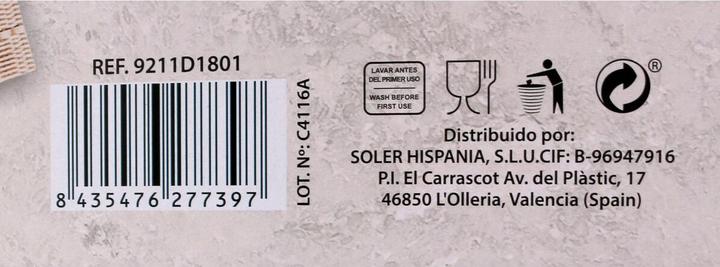 REF. 9211D1801
8 435476 277397
LOT. Nº: C4116A
LAVAR ANTES
DEL PRIMER USO
WASH BEFORE
FIRST USE
®
Distribuido por:
SOLER HISPANIA, S.L.U.CIF: B-96947916
P.I. El Carrascot Av. del Plàstic, 17
46850 L'Olleria, Valencia (Spain)